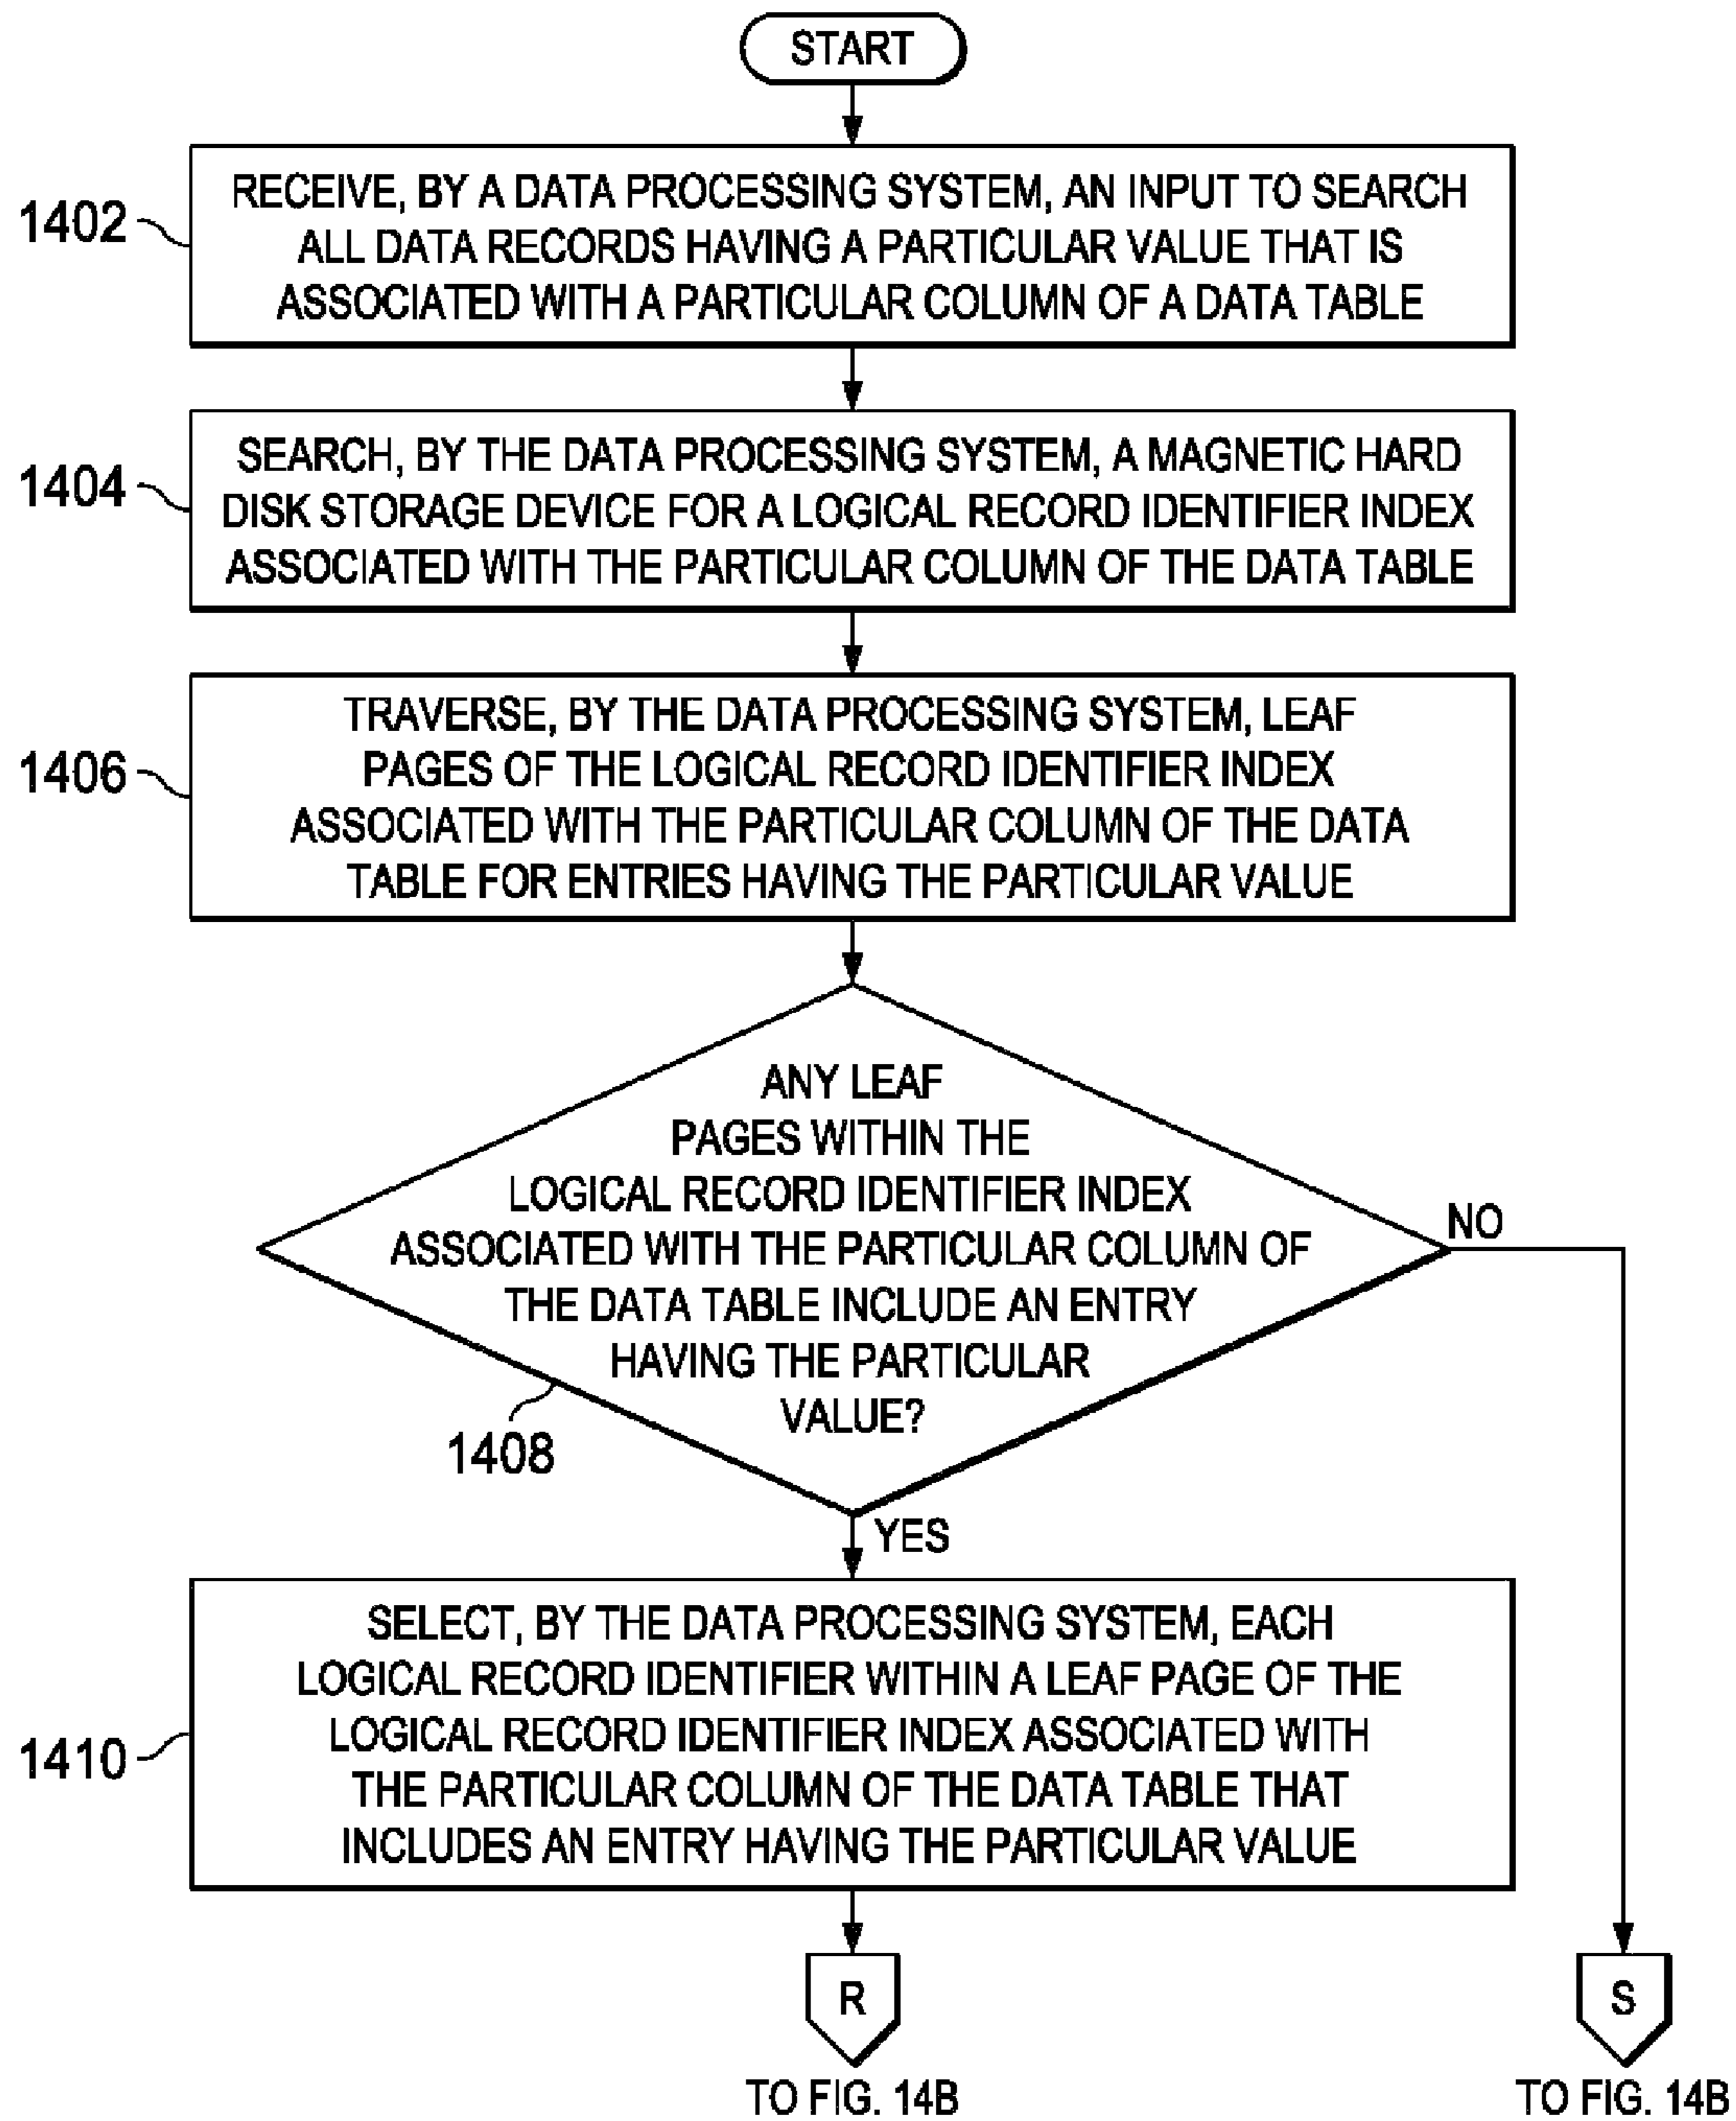 START
1402
RECEIVE, BY A DATA PROCESSING SYSTEM, AN INPUT TO SEARCH
ALL DATA RECORDS HAVING A PARTICULAR VALUE THAT IS
ASSOCIATED WITH A PARTICULAR COLUMN OF A DATA TABLE
1404
SEARCH, BY THE DATA PROCESSING SYSTEM, A MAGNETIC HARD
DISK STORAGE DEVICE FOR A LOGICAL RECORD IDENTIFIER INDEX
ASSOCIATED WITH THE PARTICULAR COLUMN OF THE DATA TABLE
1406
TRAVERSE, BY THE DATA PROCESSING SYSTEM, LEAF
PAGES OF THE LOGICAL RECORD IDENTIFIER INDEX
ASSOCIATED WITH THE PARTICULAR COLUMN OF THE DATA
TABLE FOR ENTRIES HAVING THE PARTICULAR VALUE
ANY LEAF
PAGES WITHIN THE
LOGICAL RECORD IDENTIFIER INDEX
ASSOCIATED WITH THE PARTICULAR COLUMN OF
THE DATA TABLE INCLUDE AN ENTRY
HAVING THE PARTICULAR
VALUE?
NO
1408
YES
1410
SELECT, BY THE DATA PROCESSING SYSTEM, EACH
LOGICAL RECORD IDENTIFIER WITHIN A LEAF PAGE OF THE
LOGICAL RECORD IDENTIFIER INDEX ASSOCIATED WITH
THE PARTICULAR COLUMN OF THE DATA TABLE THAT
INCLUDES AN ENTRY HAVING THE PARTICULAR VALUE
R
S
TO FIG. 14B
TO FIG. 14B